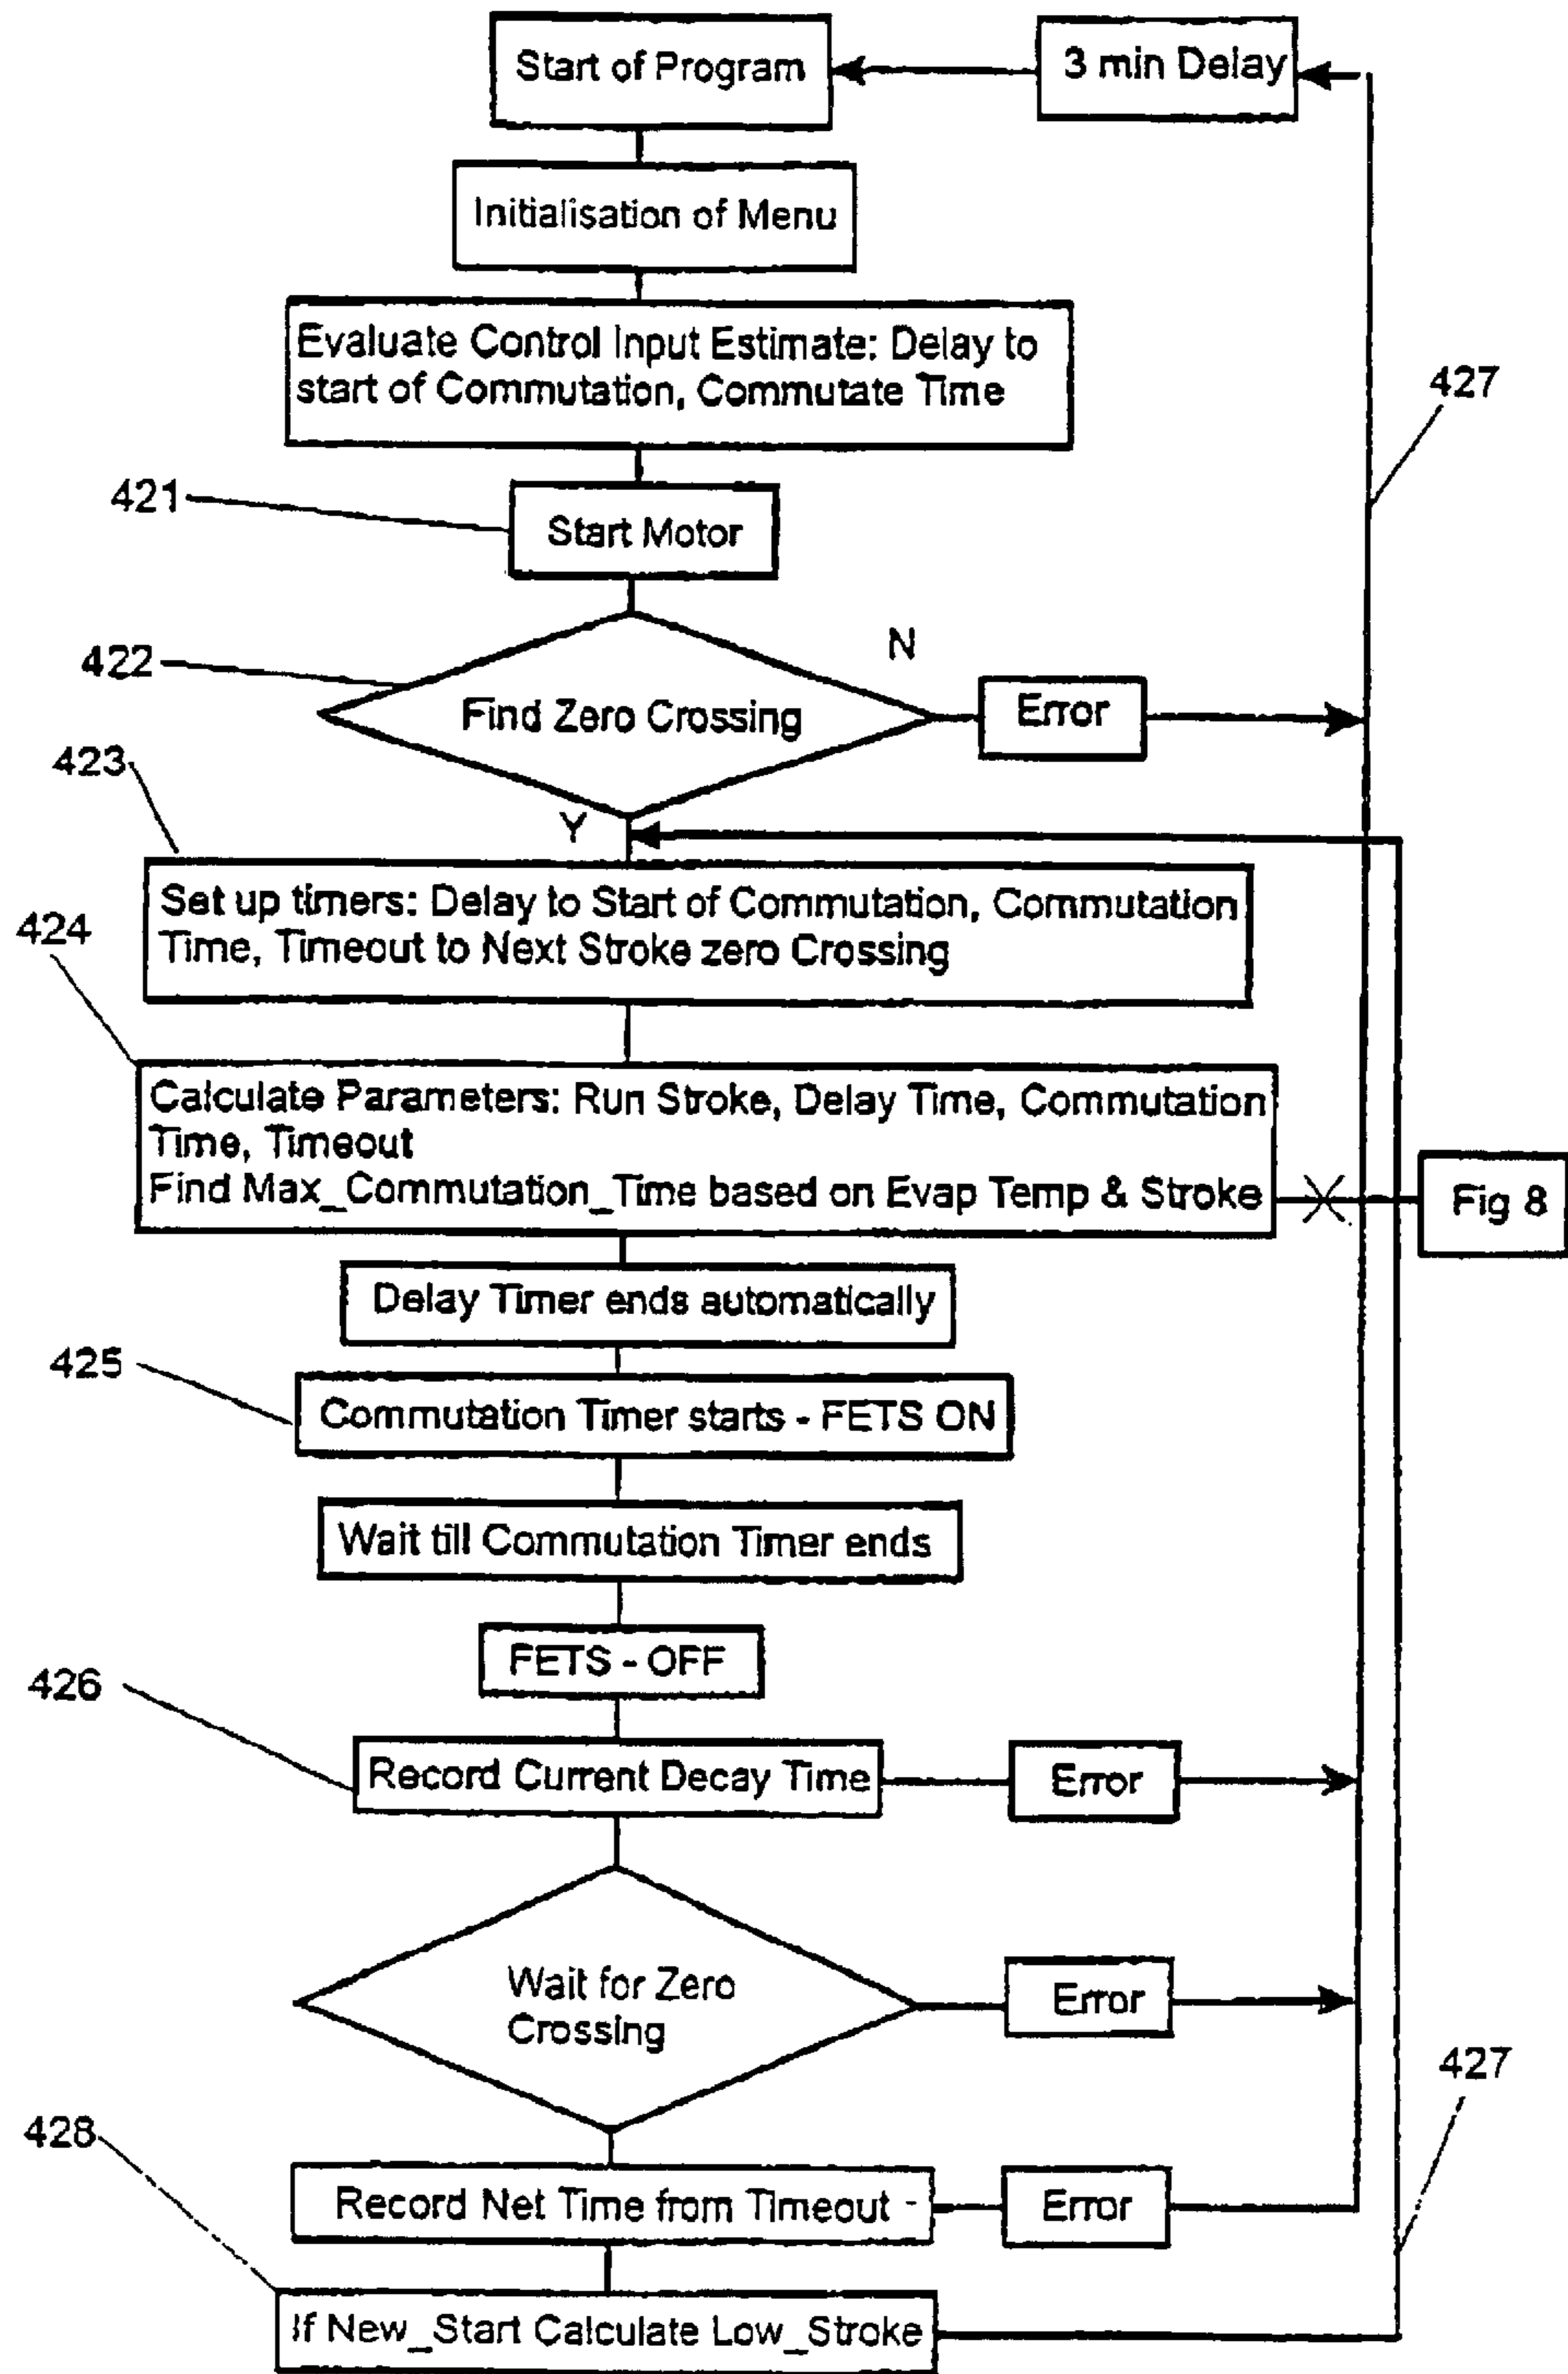 Start of Program
3 min Delay
Initialisation of Menu
Evaluate Control Input Estimate: Delay to
start of Commutation, Commutate Time
427
421
Start Motor
422
N
Find Zero Crossing
Error
423
Y
Set up timers: Delay to Start of Commutation, Commutation
Time, Timeout to Next Stroke zero Crossing
424
Calculate Parameters: Run Stroke, Delay Time, Commutation
Time, Timeout
Find Max_Commutation_Time based on Evap Temp & Stroke
Fig 8
Delay Timer ends automatically
425
Commutation Timer starts - FETS ON
Wait till Commutation Timer ends
FETS - OFF
426
Record Current Decay Time
Error
Wait for Zero
Crossing
Error
427
428
Record Net Time from Timeout -
Error
If New_Start Calculate Low_Stroke